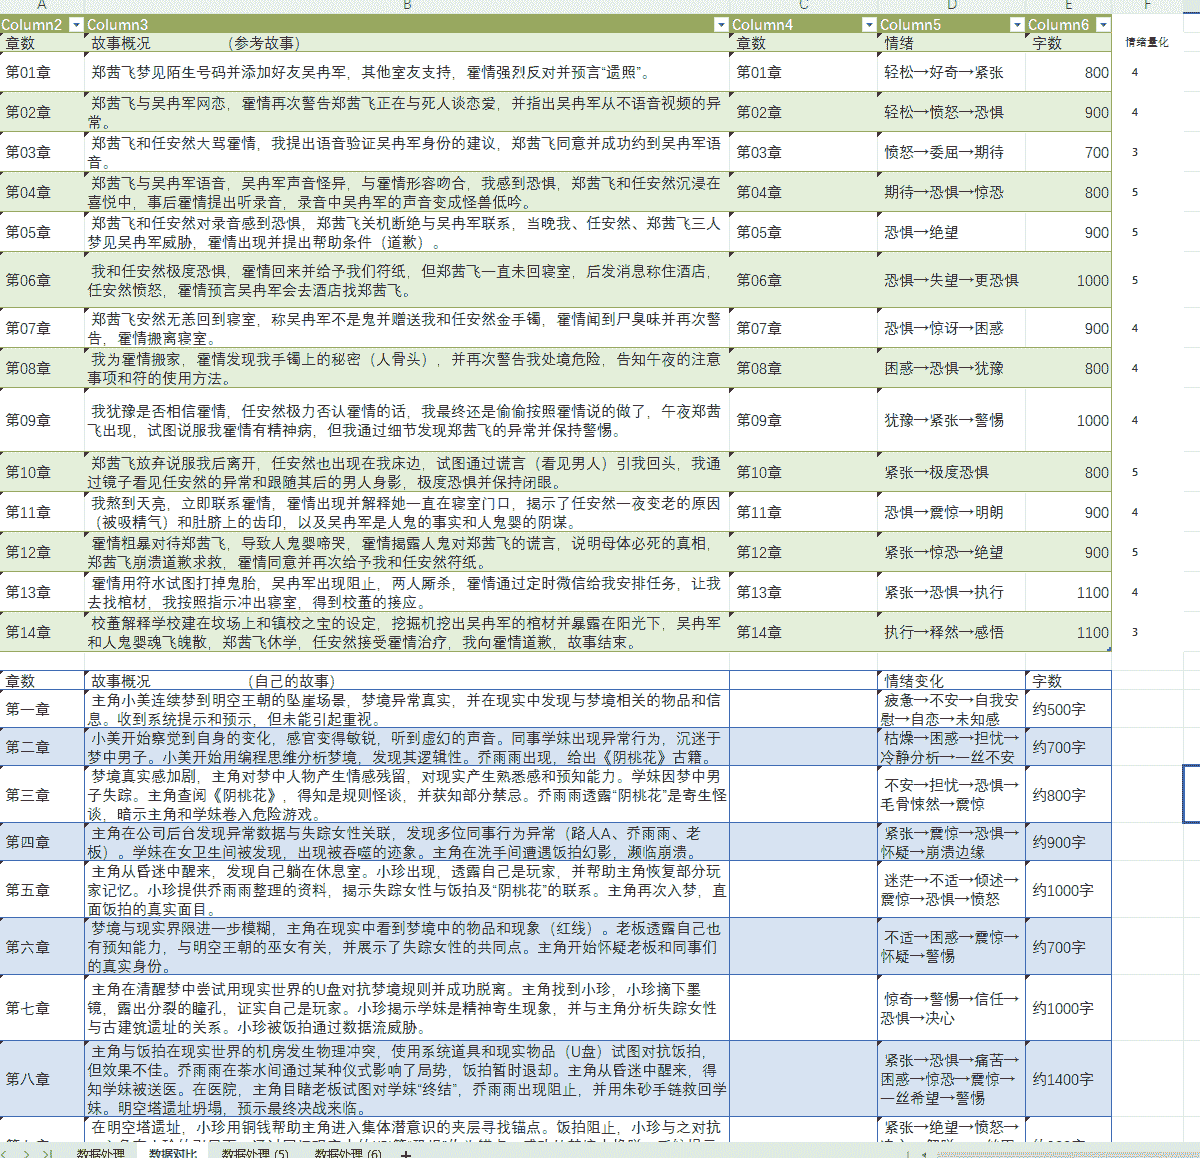 A B C D E F
Column2 Column3 Column4 Column5 Column6
章数 故事概况 （参考故事） 章数 情绪 字数 情绪量化
第01章 郑茜飞梦见陌生号码并添加好友吴冉军，其他室友支持，霍情强烈反对并预言“遗照”。 第01章 轻松→好奇→紧张 800 4
第02章 郑茜飞与吴冉军网恋，霍情再次警告郑茜飞正在与死人谈恋爱，并指出吴冉军从不语音视频的异 第02章 轻松→愤怒→恐惧 900 4
常。
第03章 郑茜飞和任安然大骂霍情，我提出语音验证吴冉军身份的建议，郑茜飞同意并成功约到吴冉军语 第03章 愤怒→委屈→期待 700 3
音。
第04章 郑茜飞与吴冉军语音，吴冉军声音怪异，与霍情形容吻合，我感到恐惧，郑茜飞和任安然沉浸在 第04章 期待→恐惧→惊恐 800 5
喜悦中，事后霍情提出听录音，录音中吴冉军的声音变成怪兽低吟。
第05章 郑茜飞和任安然对录音感到恐惧，郑茜飞关机断绝与吴冉军联系，当晚我、任安然、郑茜飞三人 第05章 恐惧→绝望 900 5
梦见吴冉军威胁，霍情出现并提出帮助条件（道歉）。
第06章 我和任安然极度恐惧，霍情回来并给予我们符纸，但郑茜飞一直未回寝室，后发消息称住酒店， 第06章 恐惧→失望→更恐惧 1000 5
任安然愤怒，霍情预言吴冉军会去酒店找郑茜飞。
第07章 郑茜飞安然无恙回到寝室，称吴冉军不是鬼并赠送我和任安然金手镯，霍情闻到尸臭味并再次警 第07章 恐惧→惊讶→困惑 900 4
告，霍情搬离寝室。
第08章 我为霍情搬家，霍情发现我手镯上的秘密（人骨头），并再次警告我处境危险，告知午夜的注意 第08章 困惑→恐惧→犹豫 800 4
事项和符的使用方法。
第09章 我犹豫是否相信霍情，任安然极力否认霍情的话，我最终还是偷偷按照霍情说的做了，午夜郑茜 第09章 犹豫→紧张→警惕 1000 4
飞出现，试图说服我霍情有精神病，但我通过细节发现郑茜飞的异常并保持警惕。
第10章 郑茜飞放弃说服我后离开，任安然也出现在我床边，试图通过谎言（看见男人）引我回头，我通 第10章 紧张→极度恐惧 800 5
过镜子看见任安然的异常和跟随其后的男人身影，极度恐惧并保持闭眼。
第11章 我熬到天亮，立即联系霍情，霍情出现并解释她一直在寝室门口，揭示了任安然一夜变老的原因 第11章 恐惧→震惊→明朗 900 4
（被吸精气）和肚脐上的齿印，以及吴冉军是人鬼的事实和人鬼婴的阴谋。
第12章 霍情粗暴对待郑茜飞，导致人鬼婴啼哭，霍情揭露人鬼对郑茜飞的谎言，说明母体必死的真相， 第12章 紧张→惊恐→绝望 900 5
郑茜飞崩溃道歉求救，霍情同意并再次给予我和任安然符纸。
第13章 霍情用符水试图打掉鬼胎，吴冉军出现阻止，两人厮杀，霍情通过定时微信给我安排任务，让我 第13章 紧张→恐惧→执行 1100 4
去找棺材，我按照指示冲出寝室，得到校董的接应。
第14章 校董解释学校建在坟场上和镇校之宝的设定，挖掘机挖出吴冉军的棺材并暴露在阳光下，吴冉军 第14章 执行→释然→感悟 1100 3
和人鬼婴魂飞魄散，郑茜飞休学，任安然接受霍情治疗，我向霍情道歉，故事结束。
章数 故事概况 （自己的故事） 情绪变化 字数
第一章 主角小美连续梦到明空王朝的坠崖场景，梦境异常真实，并在现实中发现与梦境相关的物品和信 疲惫→不安→自我安 约500字
息。收到系统提示和预示，但未能引起重视。 慰→自恋→未知感
第二章 小美开始察觉到自身的变化，感官变得敏锐，听到虚幻的声音。同事学妹出现异常行为，沉迷于 枯燥→困惑→担忧→ 约700字
梦中男子。小美开始用编程思维分析梦境，发现其逻辑性。乔雨雨出现，给出《阴桃花》古籍。 冷静分析→一丝不安
第三章 梦境真实感加剧，主角对梦中人物产生情感残留，对现实产生熟悉感和预知能力。学妹因梦中男 不安→担忧→恐惧→ 约800字
子失踪。主角查阅《阴桃花》，得知是规则怪谈，并获知部分禁忌。乔雨雨透露“阴桃花”是寄生怪 毛骨悚然→震惊
谈，暗示主角和学妹卷入危险游戏。
第四章 主角在公司后台发现异常数据与失踪女性关联，发现多位同事行为异常（路人A、乔雨雨、老 紧张→震惊→恐惧→ 约900字
板）。学妹在女卫生间被发现，出现被吞噬的迹象。主角在洗手间遭遇饭拍幻影，濒临崩溃。 怀疑→崩溃边缘
第五章 主角从昏迷中醒来，发现自己躺在休息室。小珍出现，透露自己是玩家，并帮助主角恢复部分玩 迷茫→不适→倾述→ 约1000字
家记忆。小珍提供乔雨雨整理的资料，揭示失踪女性与饭拍及“阴桃花”的联系。主角再次入梦，直 震惊→恐惧→愤怒
面饭拍的真实面目。
第六章 梦境与现实界限进一步模糊，主角在现实中看到梦境中的物品和现象（红线）。老板透露自己也 不适→困惑→震惊→ 约700字
有预知能力，与明空王朝的巫女有关，并展示了失踪女性的共同点。主角开始怀疑老板和同事们 怀疑→警惕
的真实身份。
第七章 主角在清醒梦中尝试用现实世界的U盘对抗梦境规则并成功脱离。主角找到小珍，小珍摘下墨 惊奇→警惕→信任→ 约1000字
镜，露出分裂的瞳孔，证实自己是玩家。小珍揭示学妹是精神寄生现象，并与主角分析失踪女性 恐惧→决心
与古建筑遗址的关系。小珍被饭拍通过数据流威胁。
第八章 主角与饭拍在现实世界的机房发生物理冲突，使用系统道具和现实物品（U盘）试图对抗饭拍， 紧张→恐惧→痛苦→ 约1400字
但效果不佳。乔雨雨在茶水间通过某种仪式影响了局势，饭拍暂时退却。主角从昏迷中醒来，得 困惑→惊恐→震惊→
知学妹被送医。在医院，主角目睹老板试图对学妹“终结”，乔雨雨出现阻止，并用朱砂手链救回学 一丝希望→警惕
妹。明空塔遗址坍塌，预示最终决战来临。
在明空塔遗址，小珍用铜钱帮助主角进入集体潜意识的夹层寻找锚点。饭拍阻止，小珍与之对抗 紧张→绝望→愤怒→
数据处理 数据对比 数据处理 (5) 数据处理 (6) +